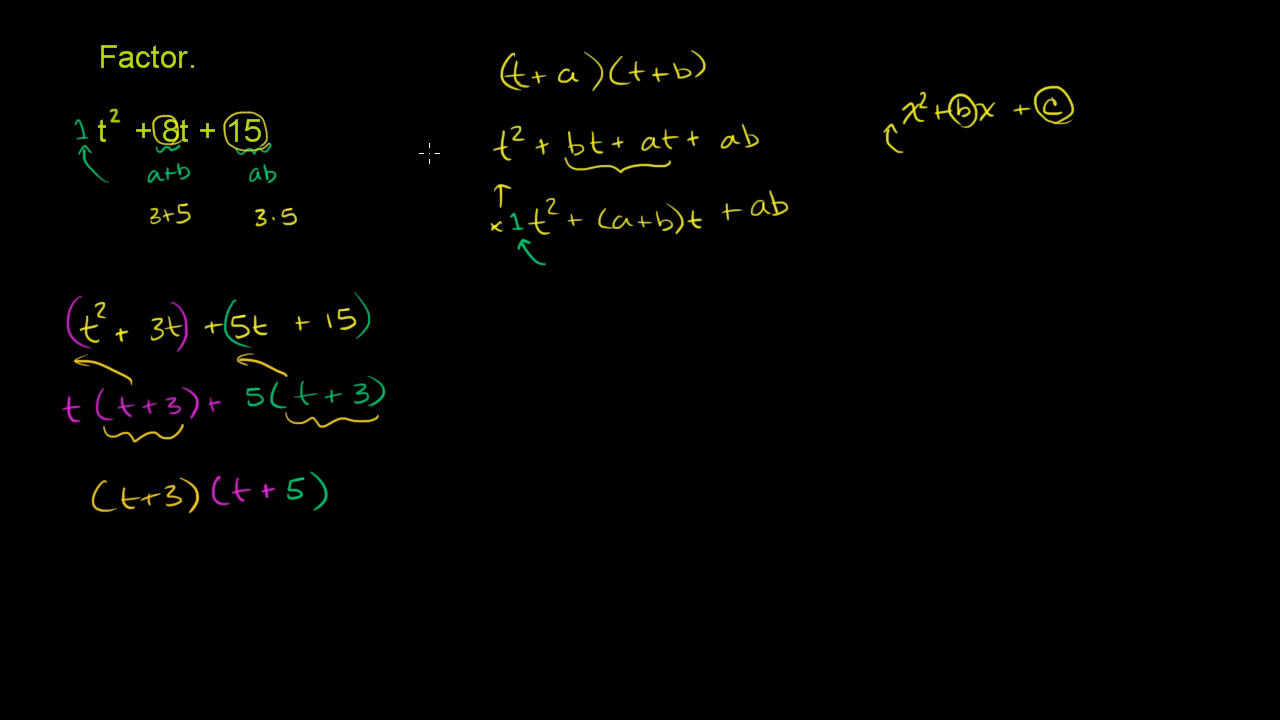 Factor.
1t² + 8t + 15
a+b ab
3+5 3·5
(t² + 3t) + (5t + 15)
t(t+3) + 5(t+3)
(t+3)(t+5)
(t+a)(t+b)
t² + bt + at + ab
× 1t² + (a+b)t + ab
x² + bx + c